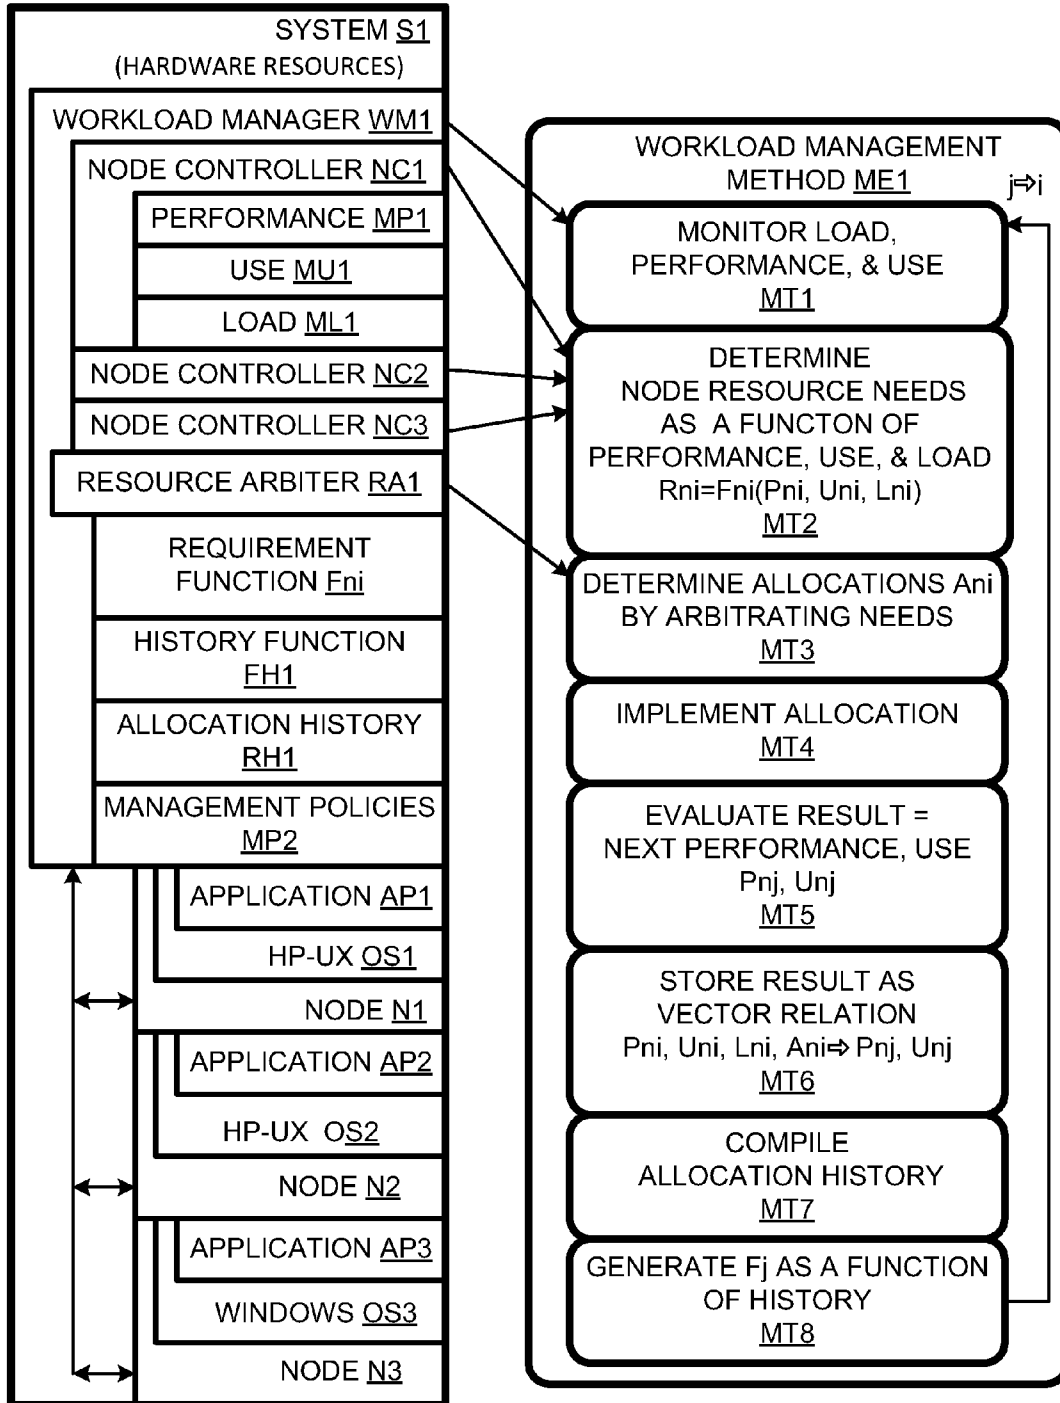 SYSTEM S1
(HARDWARE RESOURCES)
WORKLOAD MANAGER WM1
NODE CONTROLLER NC1
PERFORMANCE MP1
USE MU1
LOAD ML1
NODE CONTROLLER NC2
NODE CONTROLLER NC3
RESOURCE ARBITER RA1
REQUIREMENT
FUNCTION Fni
HISTORY FUNCTION
FH1
ALLOCATION HISTORY
RH1
MANAGEMENT POLICIES
MP2
APPLICATION AP1
HP-UX OS1
NODE N1
APPLICATION AP2
HP-UX OS2
NODE N2
APPLICATION AP3
WINDOWS OS3
NODE N3
WORKLOAD MANAGEMENT
METHOD ME1
j⇨i
MONITOR LOAD,
PERFORMANCE, & USE
MT1
DETERMINE
NODE RESOURCE NEEDS
AS A FUNCTON OF
PERFORMANCE, USE, & LOAD
Rni=Fni(Pni, Uni, Lni)
MT2
DETERMINE ALLOCATIONS Ani
BY ARBITRATING NEEDS
MT3
IMPLEMENT ALLOCATION
MT4
EVALUATE RESULT =
NEXT PERFORMANCE, USE
Pnj, Unj
MT5
STORE RESULT AS
VECTOR RELATION
Pni, Uni, Lni, Ani⇨ Pnj, Unj
MT6
COMPILE
ALLOCATION HISTORY
MT7
GENERATE Fj AS A FUNCTION
OF HISTORY
MT8